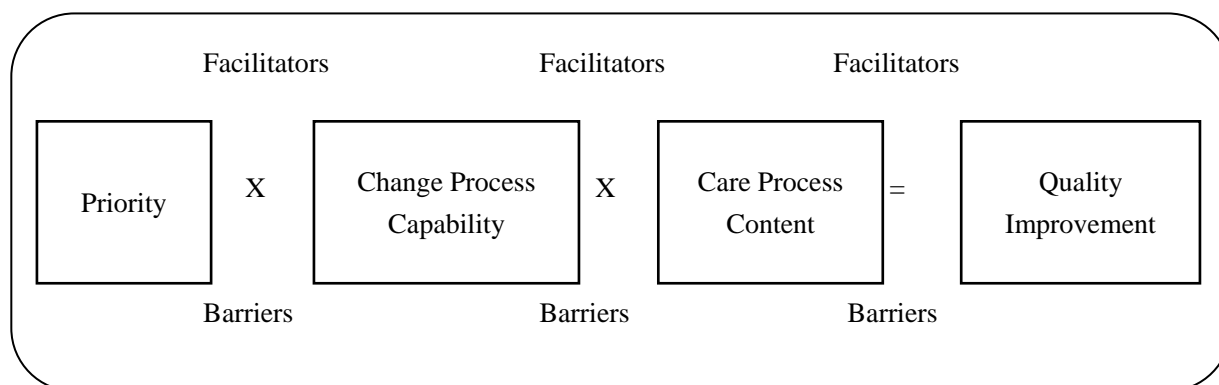 Facilitators Facilitators Facilitators
Priority X Change Process Capability X Care Process Content = Quality Improvement
Barriers Barriers Barriers